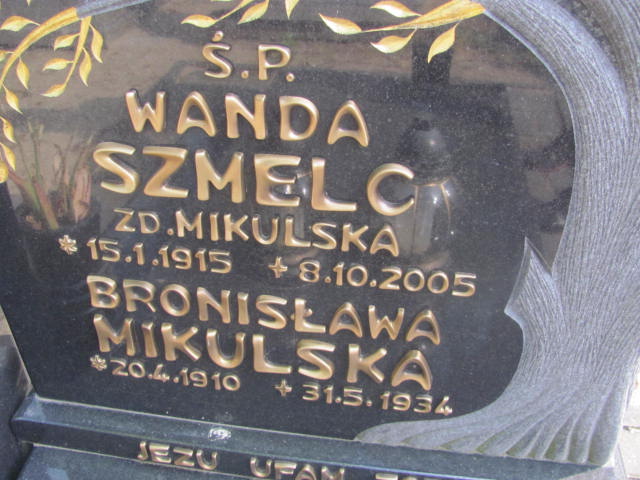 Ś.P.
WANDA
SZMELC
ZD. MIKULSKA
* 15.1.1915 + 8.10.2005
BRONISŁAWA
MIKULSKA
* 20.4.1910 + 31.5.1934
JEZU UFAM